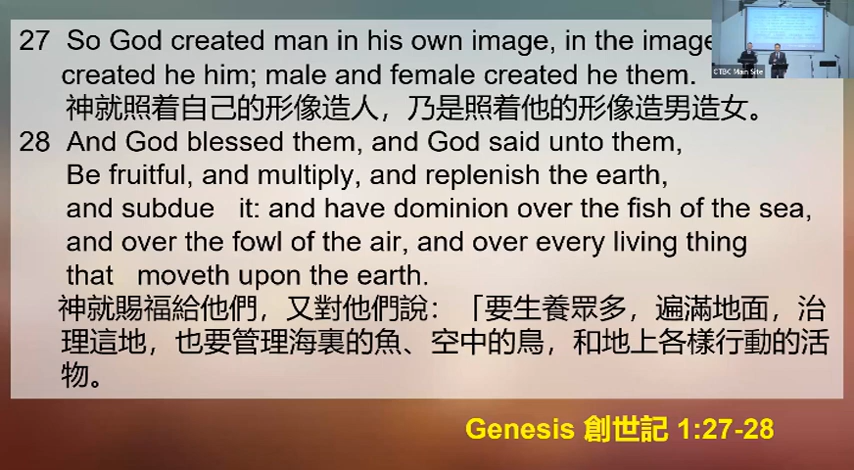 27 So God created man in his own image, in the image
created he him; male and female created he them.
神就照着自己的形像造人，乃是照着他的形像造男造女。
28 And God blessed them, and God said unto them,
Be fruitful, and multiply, and replenish the earth,
and subdue it: and have dominion over the fish of the sea,
and over the fowl of the air, and over every living thing
that moveth upon the earth.
神就賜福給他們，又對他們說：「要生養眾多，遍滿地面，治
理這地，也要管理海裏的魚、空中的鳥，和地上各樣行動的活
物。
Genesis 創世記 1:27-28
CTBC Main Site